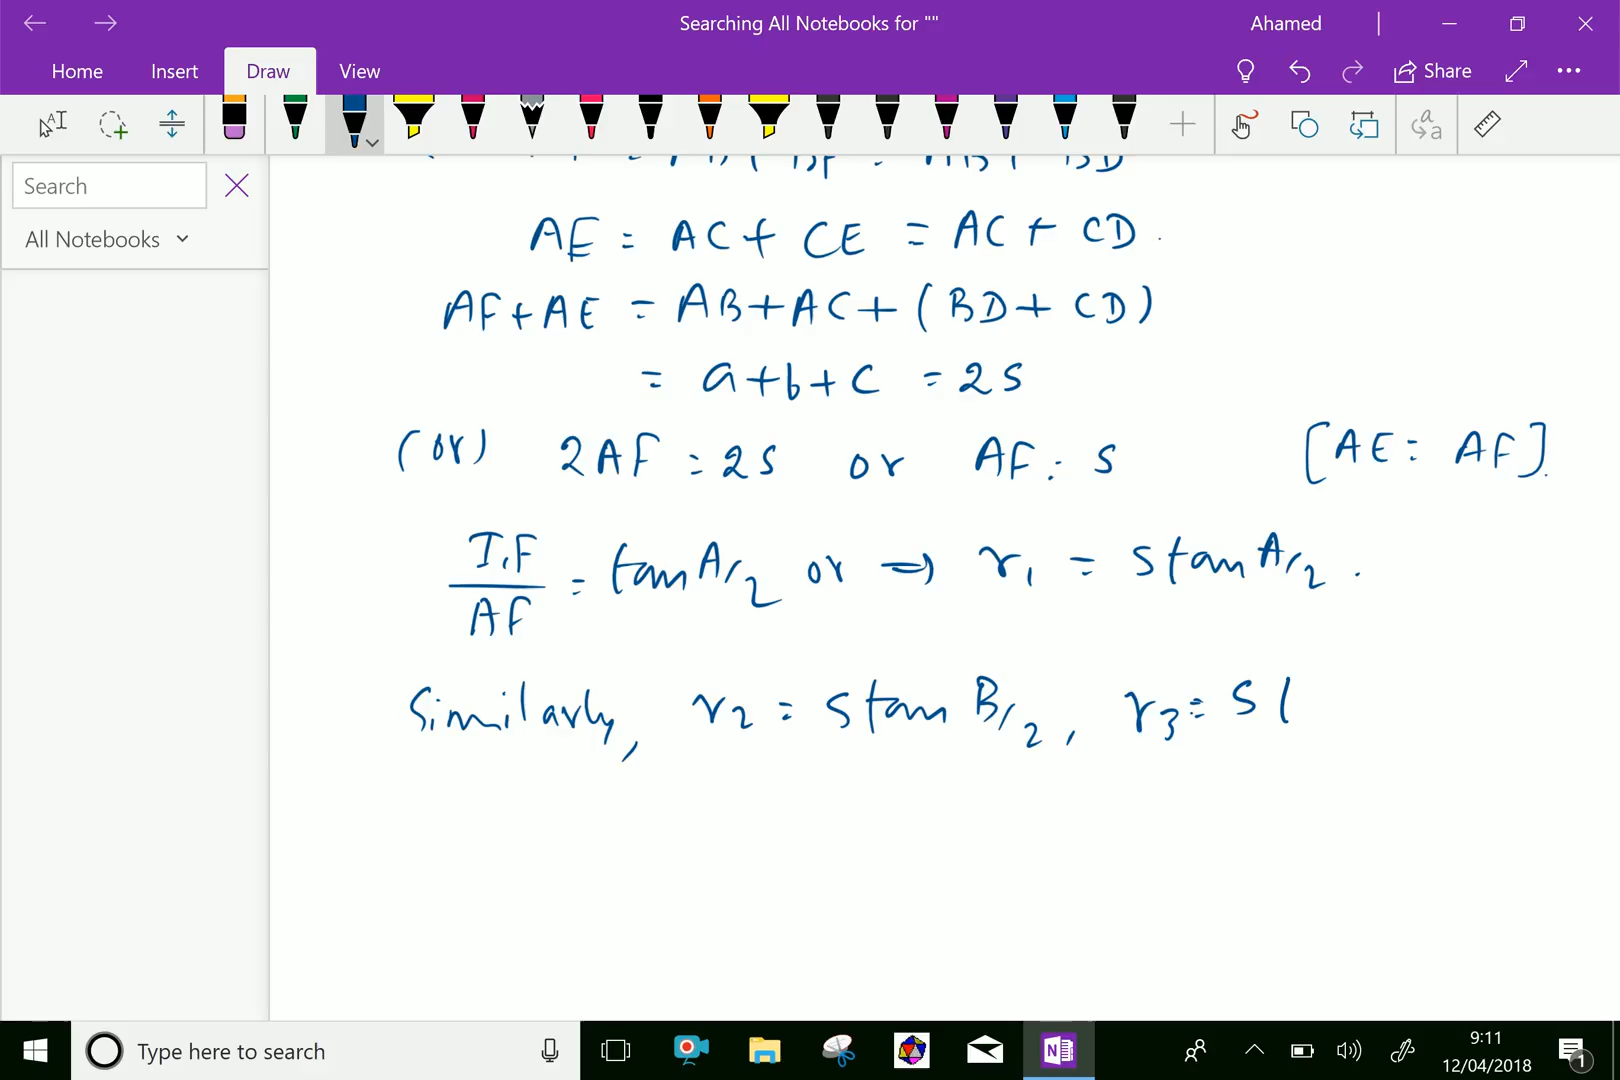 Searching All Notebooks for ""
Ahamed
Home Insert Draw View
Share
Search
All Notebooks
AE = AC + CE = AC + CD
AF + AE = AB + AC + (BD + CD)
= a + b + c = 2s
(or) 2AF = 2s or AF = s [AE = AF].
I₁F/AF = tan A/2 or ⇒ r₁ = s tan A/2.
Similarly, r₂ = s tan B/2, r₃ = s (
Type here to search
9:11
12/04/2018
1